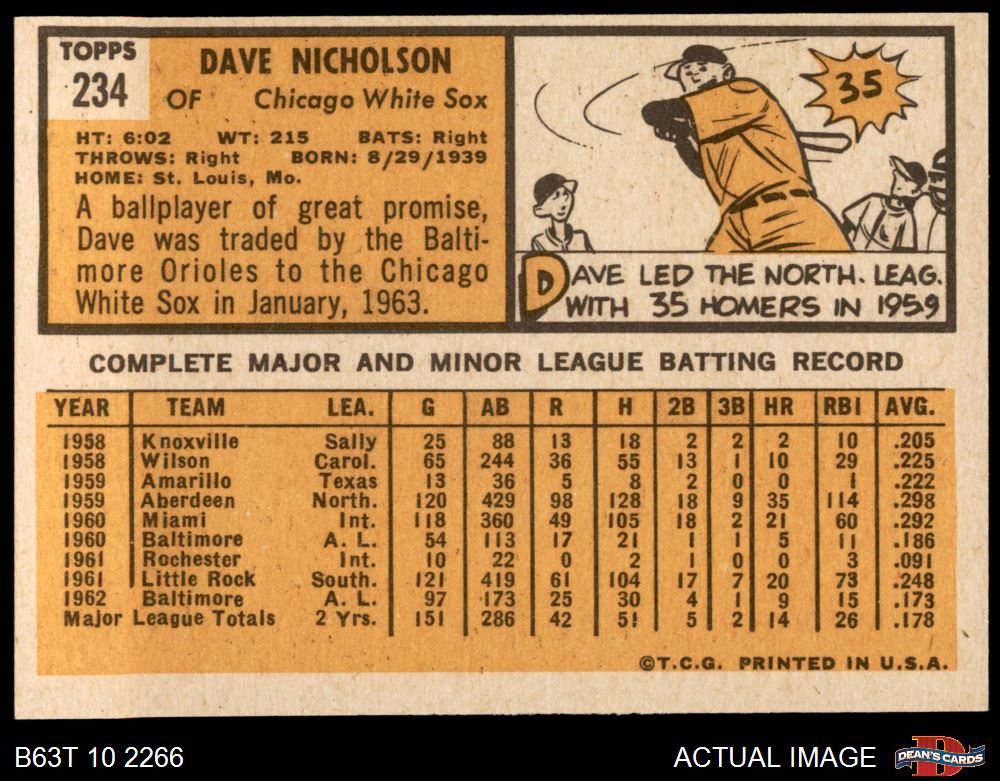 TOPPS
234
DAVE NICHOLSON
OF Chicago White Sox
HT: 6:02 WT: 215 BATS: Right
THROWS: Right BORN: 8/29/1939
HOME: St. Louis, Mo.
A ballplayer of great promise,
Dave was traded by the Balti-
more Orioles to the Chicago
White Sox in January, 1963.
35
DAVE LED THE NORTH. LEAG.
WITH 35 HOMERS IN 1959
COMPLETE MAJOR AND MINOR LEAGUE BATTING RECORD
YEAR TEAM LEA. G AB R H 2B 3B HR RBI AVG.
1958 Knoxville Sally 25 88 13 18 2 2 2 10 .205
1958 Wilson Carol. 65 244 36 55 13 1 10 29 .225
1959 Amarillo Texas 13 36 5 8 2 0 0 1 .222
1959 Aberdeen North. 120 429 98 128 18 9 35 114 .298
1960 Miami Int. 118 360 49 105 18 2 21 60 .292
1960 Baltimore A. L. 54 113 17 21 1 1 5 11 .186
1961 Rochester Int. 10 22 0 2 1 0 0 3 .091
1961 Little Rock South. 121 419 61 104 17 7 20 73 .248
1962 Baltimore A. L. 97 173 25 30 4 1 9 15 .173
Major League Totals 2 Yrs. 151 286 42 51 5 2 14 26 .178
©T.C.G. PRINTED IN U.S.A.
B63T 10 2266
ACTUAL IMAGE
D
DEAN'S CARDS